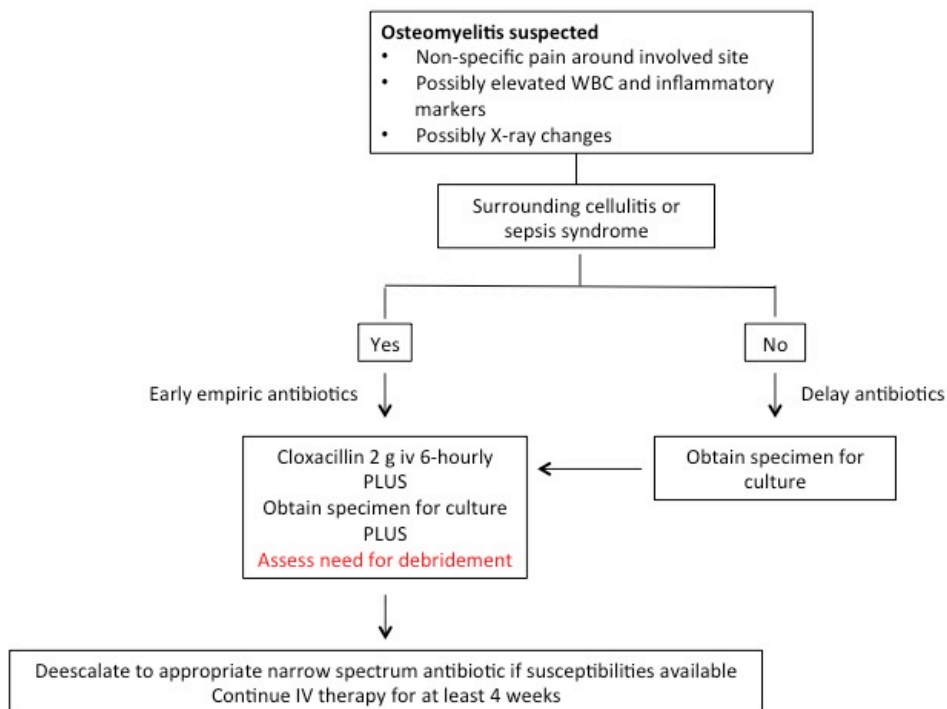 Osteomyelitis suspected
• Non-specific pain around involved site
• Possibly elevated WBC and inflammatory
markers
• Possibly X-ray changes
Surrounding cellulitis or
sepsis syndrome
Yes
No
Early empiric antibiotics
Delay antibiotics
Cloxacillin 2 g iv 6-hourly
PLUS
Obtain specimen for culture
PLUS
Assess need for debridement
Obtain specimen for
culture
Deescalate to appropriate narrow spectrum antibiotic if susceptibilities available
Continue IV therapy for at least 4 weeks